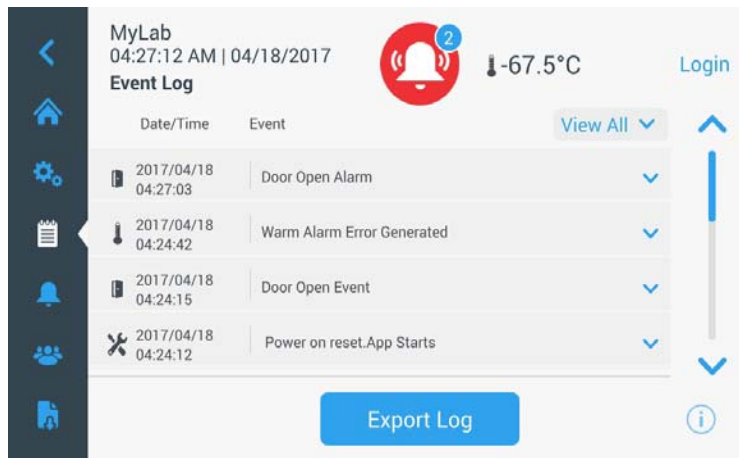 MyLab
04:27:12 AM | 04/18/2017
2
-67.5°C
Login
Event Log
Date/Time Event View All
2017/04/18
04:27:03
Door Open Alarm
2017/04/18
04:24:42
Warm Alarm Error Generated
2017/04/18
04:24:15
Door Open Event
2017/04/18
04:24:12
Power on reset.App Starts
Export Log
i